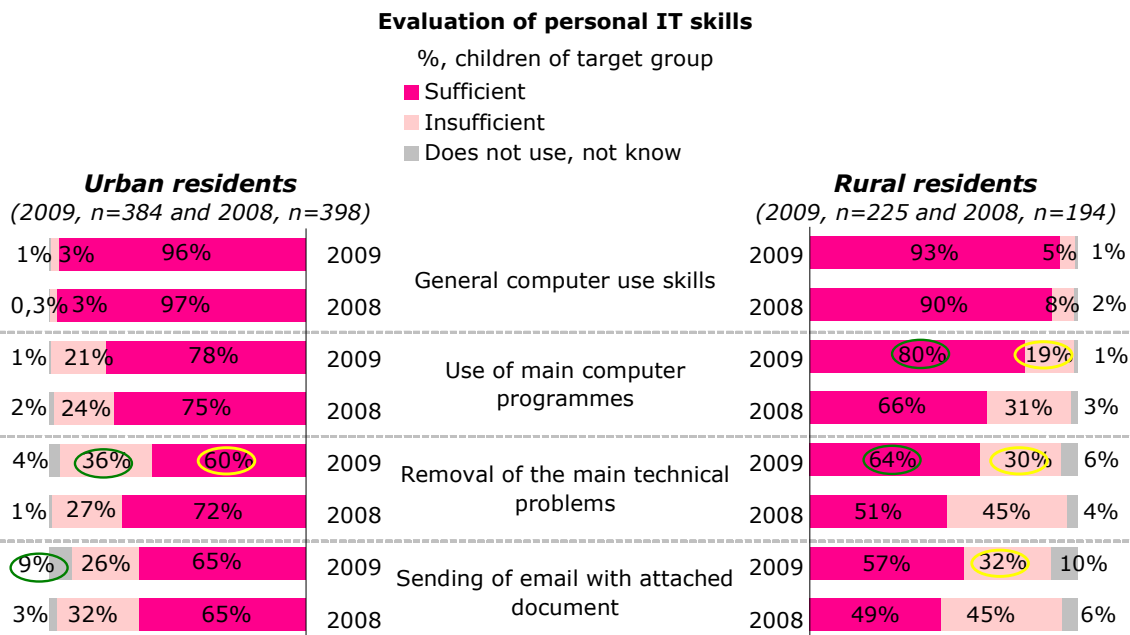 Evaluation of personal IT skills
%, children of target group
Sufficient
Insufficient
Does not use, not know
Urban residents
(2009, n=384 and 2008, n=398)
Rural residents
(2009, n=225 and 2008, n=194)
1% 3% 96% 2009 General computer use skills 2009 93% 5% 1%
0,3% 3% 97% 2008 2008 90% 8% 2%
1% 21% 78% 2009 Use of main computer 2009 80% 19% 1%
programmes
2% 24% 75% 2008 2008 66% 31% 3%
4% 36% 60% 2009 Removal of the main technical 2009 64% 30% 6%
problems
1% 27% 72% 2008 2008 51% 45% 4%
9% 26% 65% 2009 Sending of email with attached 2009 57% 32% 10%
document
3% 32% 65% 2008 2008 49% 45% 6%